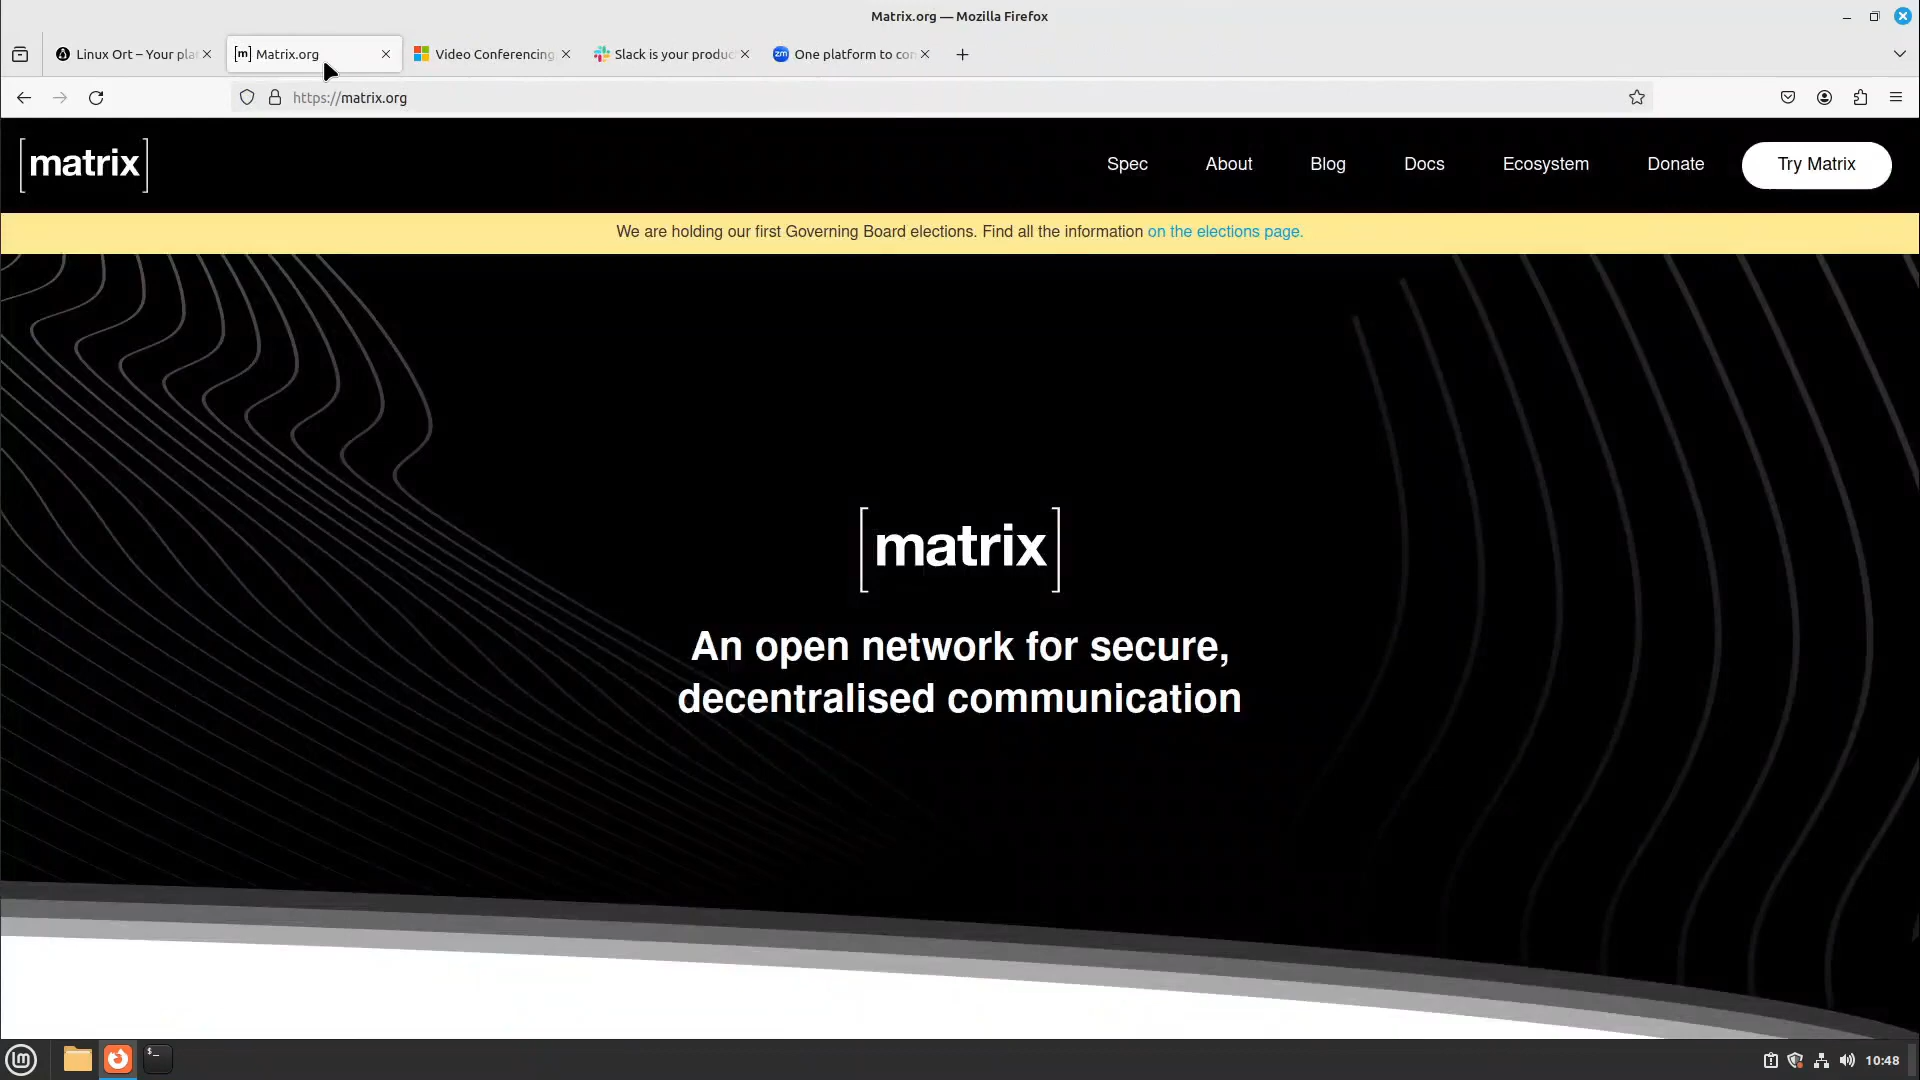 Matrix.org — Mozilla Firefox
Linux Ort – Your pla
[m] Matrix.org
Video Conferencing
Slack is your produc
zm One platform to co
https://matrix.org
[matrix]
Spec
About
Blog
Docs
Ecosystem
Donate
Try Matrix
We are holding our first Governing Board elections. Find all the information on the elections page.
[matrix]
An open network for secure,
decentralised communication
10:48